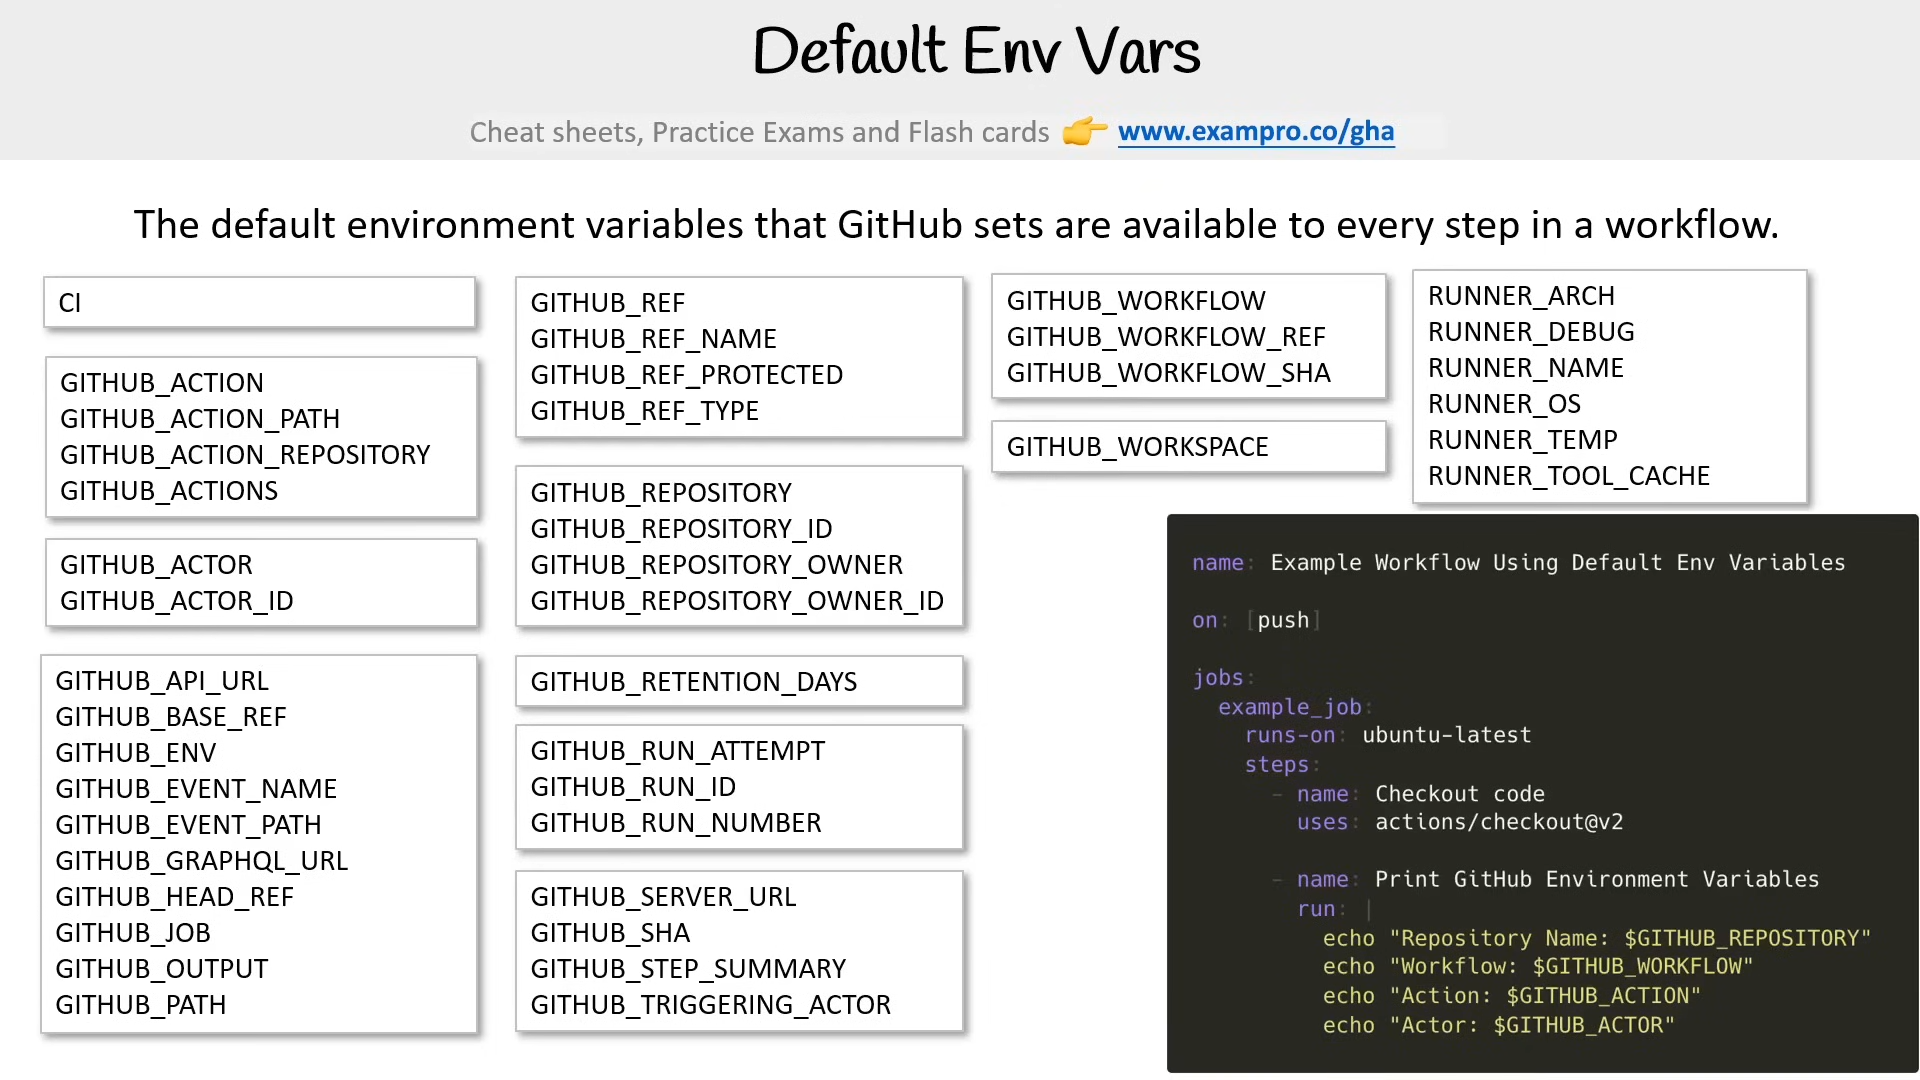 Default Env Vars
Cheat sheets, Practice Exams and Flash cards 👉 www.exampro.co/gha
The default environment variables that GitHub sets are available to every step in a workflow.
CI
GITHUB_ACTION
GITHUB_ACTION_PATH
GITHUB_ACTION_REPOSITORY
GITHUB_ACTIONS
GITHUB_ACTOR
GITHUB_ACTOR_ID
GITHUB_API_URL
GITHUB_BASE_REF
GITHUB_ENV
GITHUB_EVENT_NAME
GITHUB_EVENT_PATH
GITHUB_GRAPHQL_URL
GITHUB_HEAD_REF
GITHUB_JOB
GITHUB_OUTPUT
GITHUB_PATH
GITHUB_REF
GITHUB_REF_NAME
GITHUB_REF_PROTECTED
GITHUB_REF_TYPE
GITHUB_REPOSITORY
GITHUB_REPOSITORY_ID
GITHUB_REPOSITORY_OWNER
GITHUB_REPOSITORY_OWNER_ID
GITHUB_RETENTION_DAYS
GITHUB_RUN_ATTEMPT
GITHUB_RUN_ID
GITHUB_RUN_NUMBER
GITHUB_SERVER_URL
GITHUB_SHA
GITHUB_STEP_SUMMARY
GITHUB_TRIGGERING_ACTOR
GITHUB_WORKFLOW
GITHUB_WORKFLOW_REF
GITHUB_WORKFLOW_SHA
GITHUB_WORKSPACE
RUNNER_ARCH
RUNNER_DEBUG
RUNNER_NAME
RUNNER_OS
RUNNER_TEMP
RUNNER_TOOL_CACHE
name: Example Workflow Using Default Env Variables
on: [push]
jobs:
  example_job:
    runs-on: ubuntu-latest
    steps:
      - name: Checkout code
        uses: actions/checkout@v2
      - name: Print GitHub Environment Variables
        run: |
          echo "Repository Name: $GITHUB_REPOSITORY"
          echo "Workflow: $GITHUB_WORKFLOW"
          echo "Action: $GITHUB_ACTION"
          echo "Actor: $GITHUB_ACTOR"